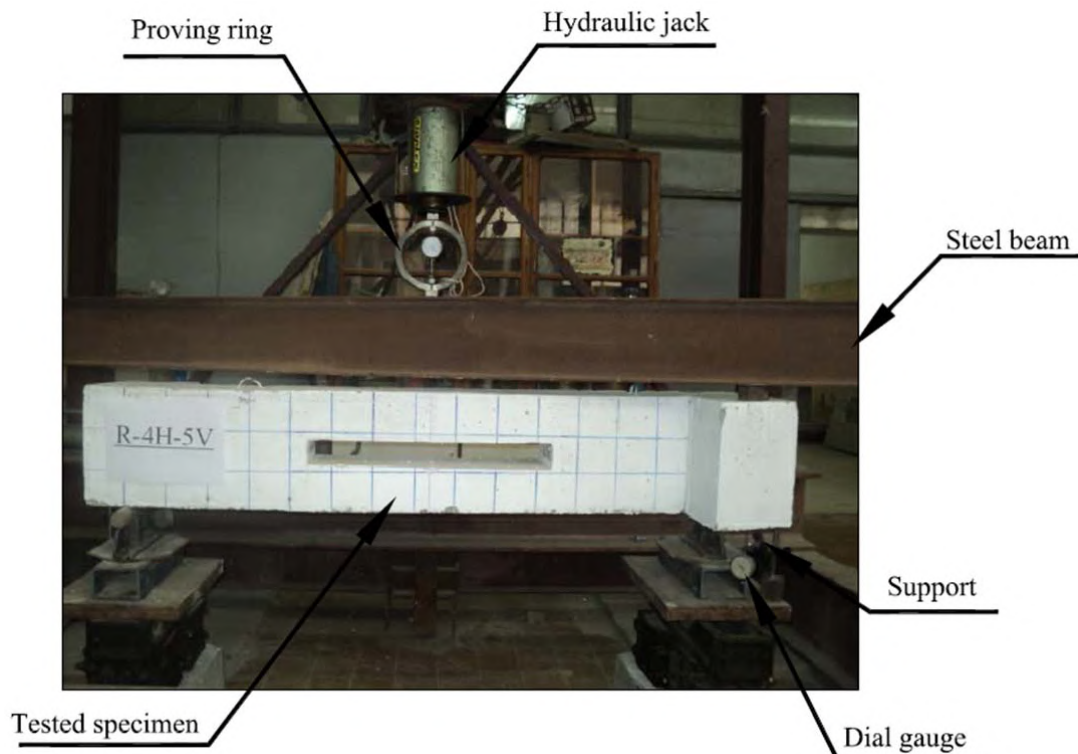 Proving ring
Hydraulic jack
Steel beam
R-4H-5V
Support
Tested specimen
Dial gauge